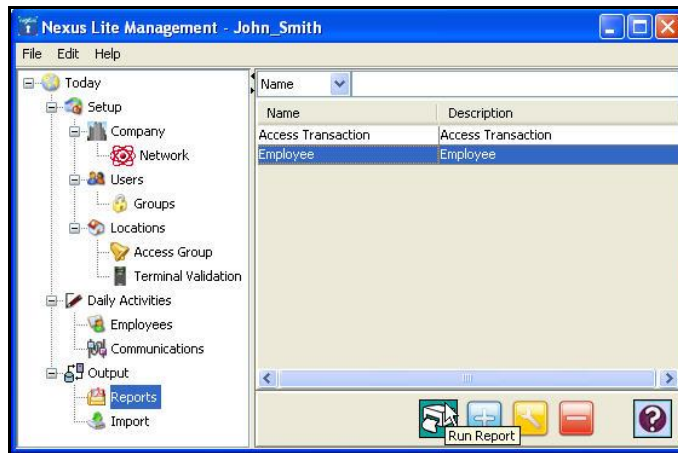 Nexus Lite Management - John_Smith
File Edit Help
Today
Setup
Company
Network
Users
Groups
Locations
Access Group
Terminal Validation
Daily Activities
Employees
Communications
Output
Reports
Import
Name
Name Description
Access Transaction Access Transaction
Employee Employee
Run Report